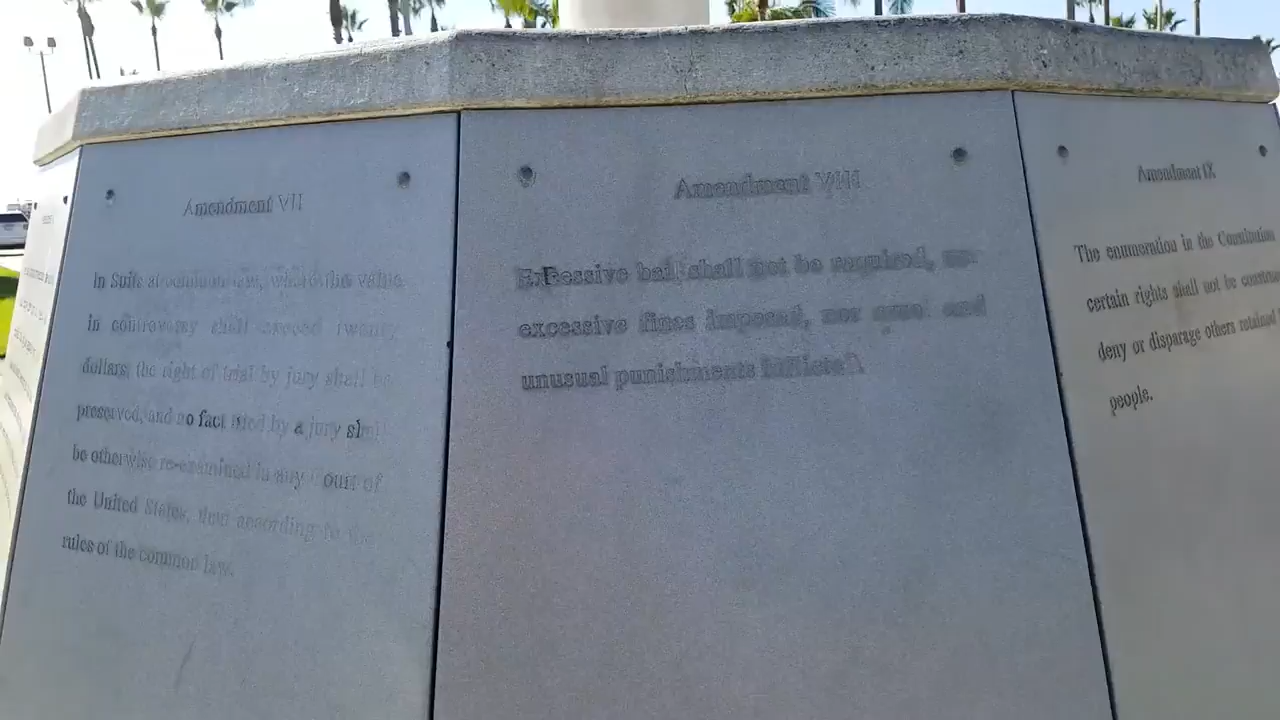 Amendment VII
In Suits at common law, where the value
in controversy shall exceed twenty
dollars, the right of trial by jury shall be
preserved, and no fact tried by a jury shall
be otherwise re-examined in any Court of
the United States, than according to the
rules of the common law.
Amendment VIII
Excessive bail shall not be required, nor
excessive fines imposed, nor cruel and
unusual punishments inflicted.
Amendment IX
The enumeration in the Constitution
certain rights shall not be
deny or disparage others retained
people.